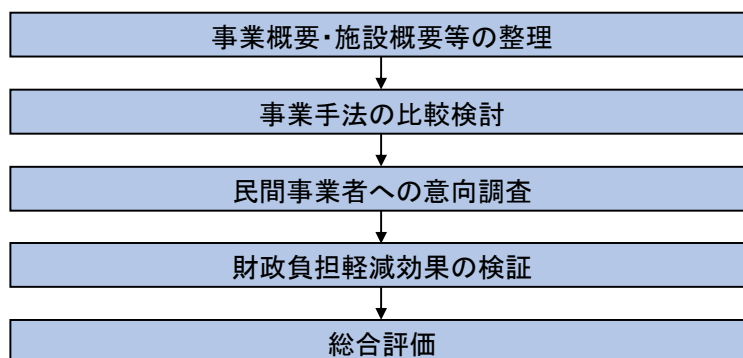 事業概要・施設概要等の整理
事業手法の比較検討
民間事業者への意向調査
財政負担軽減効果の検証
総合評価